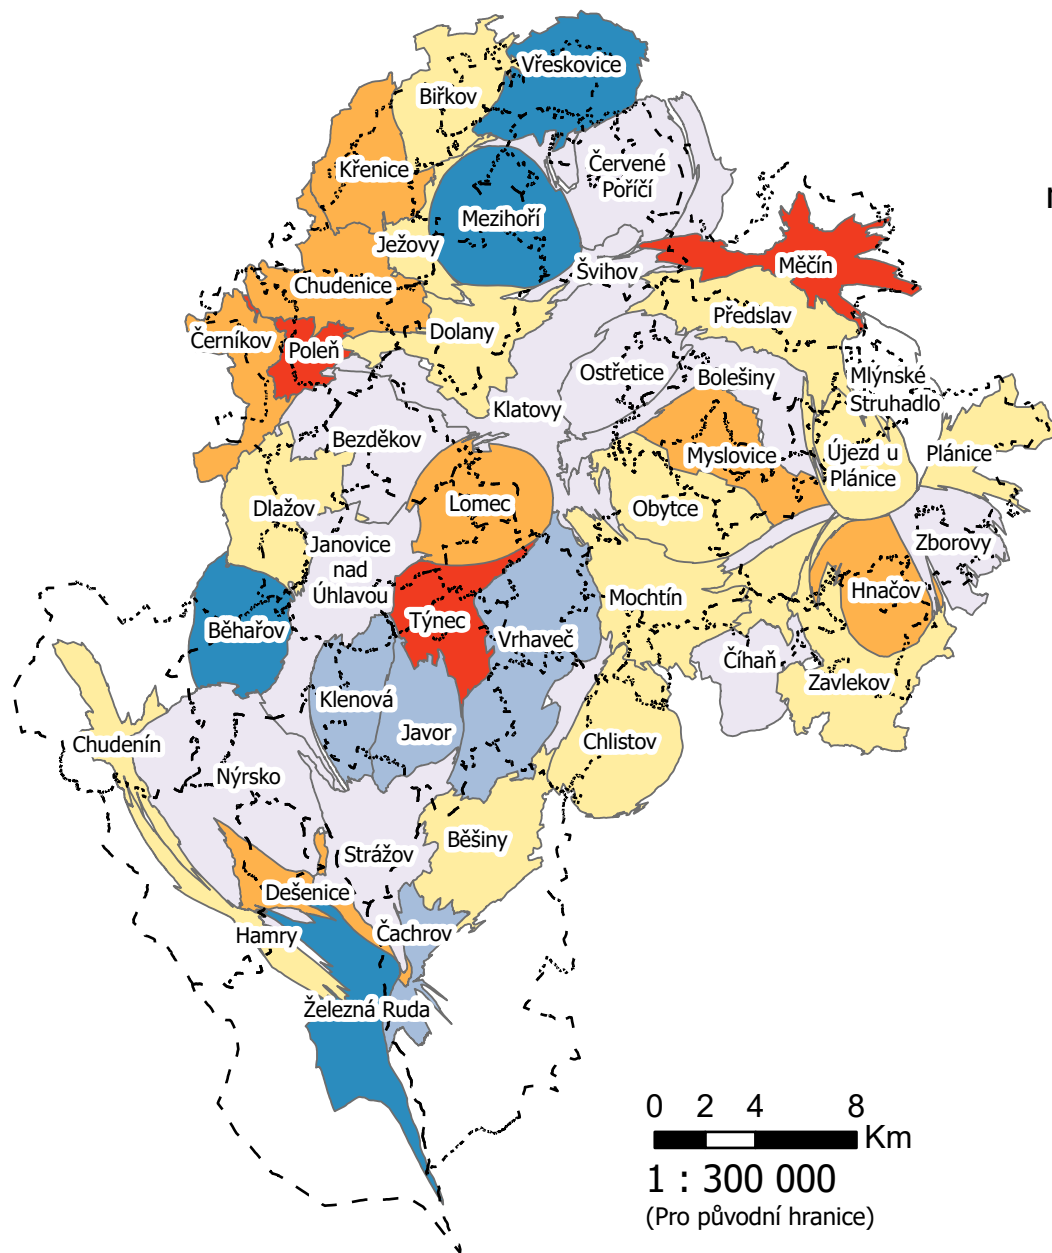 Vřeskovice
Biřkov
Křenice
Červené
Poříčí
Mezihoří
Ježovy
Švihov
Měčín
Chudenice
Předslav
Černíkov
Poleň
Dolany
Ostřetice
Bolešiny
Mlýnské
Struhadlo
Klatovy
Bezděkov
Myslovice
Újezd u
Plánice
Plánice
Dlažov
Lomec
Obytce
Janovice
nad
Úhlavou
Zborovy
Hnačov
Mochtín
Běhařov
Týnec
Vrhaveč
Číhaň
Zavlekov
Klenová
Javor
Chlistov
Chudenín
Nýrsko
Běšiny
Strážov
Dešenice
Hamry
Čachrov
Železná Ruda
0 2 4 8
Km
1 : 300 000
(Pro původní hranice)